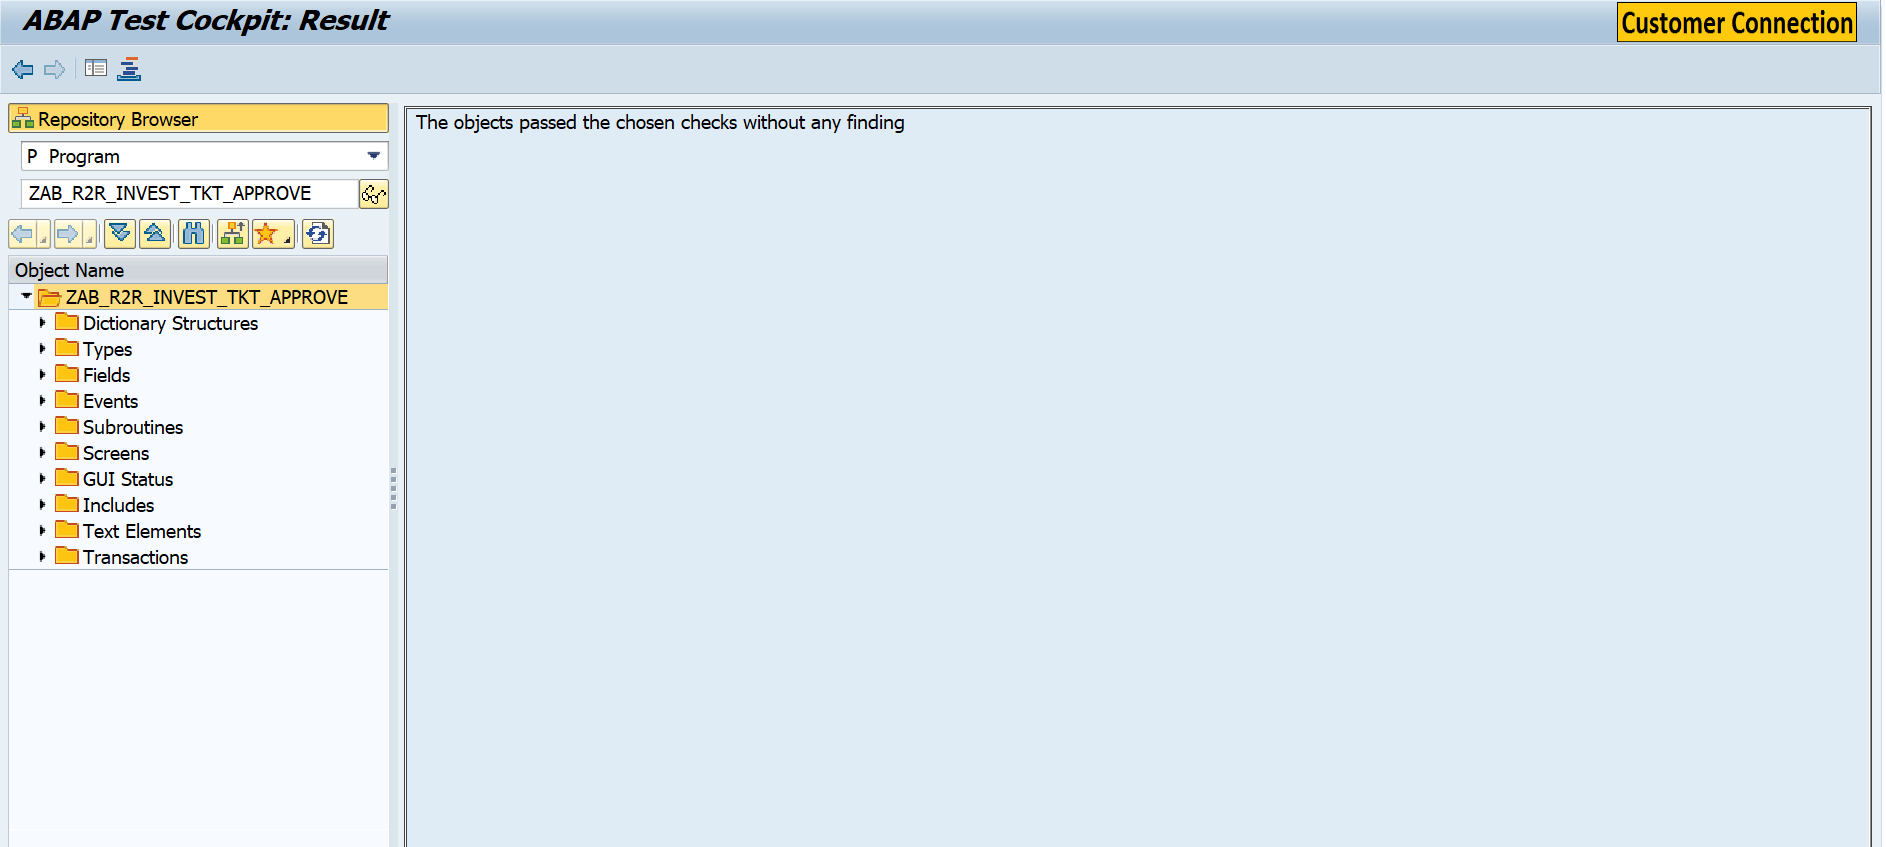 ABAP Test Cockpit: Result
Customer Connection
Repository Browser
P Program
ZAB_R2R_INVEST_TKT_APPROVE
Object Name
ZAB_R2R_INVEST_TKT_APPROVE
Dictionary Structures
Types
Fields
Events
Subroutines
Screens
GUI Status
Includes
Text Elements
Transactions
The objects passed the chosen checks without any finding